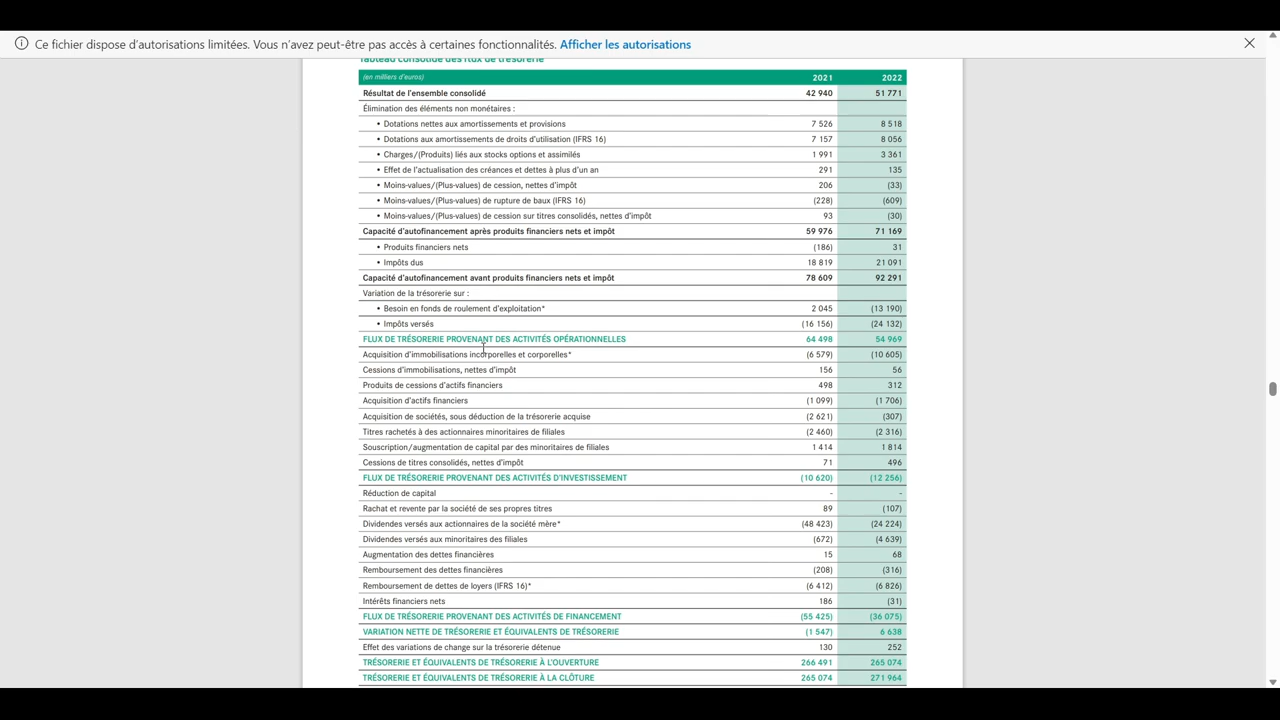 Ce fichier dispose d'autorisations limitées. Vous n'avez peut-être pas accès à certaines fonctionnalités. Afficher les autorisations
Tableau consolidé des flux de trésorerie
(en milliers d'euros) 2021 2022
Résultat de l'ensemble consolidé 42 940 51 771
Élimination des éléments non monétaires :
• Dotations nettes aux amortissements et provisions 7 526 8 518
• Dotations aux amortissements de droits d'utilisation (IFRS 16) 7 157 8 056
• Charges/(Produits) liés aux stocks options et assimilés 1 991 3 361
• Effet de l'actualisation des créances et dettes à plus d'un an 291 135
• Moins-values/(Plus-values) de cession, nettes d'impôt 206 (33)
• Moins-values/(Plus-values) de rupture de baux (IFRS 16) (228) (609)
• Moins-values/(Plus-values) de cession sur titres consolidés, nettes d'impôt 93 (30)
Capacité d'autofinancement après produits financiers nets et impôt 59 976 71 169
• Produits financiers nets (186) 31
• Impôts dus 18 819 21 091
Capacité d'autofinancement avant produits financiers nets et impôt 78 609 92 291
Variation de la trésorerie sur :
• Besoin en fonds de roulement d'exploitation* 2 045 (13 190)
• Impôts versés (16 156) (24 132)
FLUX DE TRÉSORERIE PROVENANT DES ACTIVITÉS OPÉRATIONNELLES 64 498 54 969
Acquisition d'immobilisations incorporelles et corporelles* (6 579) (10 605)
Cessions d'immobilisations, nettes d'impôt 156 56
Produits de cessions d'actifs financiers 498 312
Acquisition d'actifs financiers (1 099) (1 706)
Acquisition de sociétés, sous déduction de la trésorerie acquise (2 621) (307)
Titres rachetés à des actionnaires minoritaires de filiales (2 460) (2 316)
Souscription/augmentation de capital par des minoritaires de filiales 1 414 1 814
Cessions de titres consolidés, nettes d'impôt 71 496
FLUX DE TRÉSORERIE PROVENANT DES ACTIVITÉS D'INVESTISSEMENT (10 620) (12 256)
Réduction de capital - -
Rachat et revente par la société de ses propres titres 89 (107)
Dividendes versés aux actionnaires de la société mère* (48 423) (24 224)
Dividendes versés aux minoritaires des filiales (672) (4 639)
Augmentation des dettes financières 15 68
Remboursement des dettes financières (208) (316)
Remboursement de dettes de loyers (IFRS 16)* (6 412) (6 826)
Intérêts financiers nets 186 (31)
FLUX DE TRÉSORERIE PROVENANT DES ACTIVITÉS DE FINANCEMENT (55 425) (36 075)
VARIATION NETTE DE TRÉSORERIE ET ÉQUIVALENTS DE TRÉSORERIE (1 547) 6 638
Effet des variations de change sur la trésorerie détenue 130 252
TRÉSORERIE ET ÉQUIVALENTS DE TRÉSORERIE À L'OUVERTURE 266 491 265 074
TRÉSORERIE ET ÉQUIVALENTS DE TRÉSORERIE À LA CLÔTURE 265 074 271 964